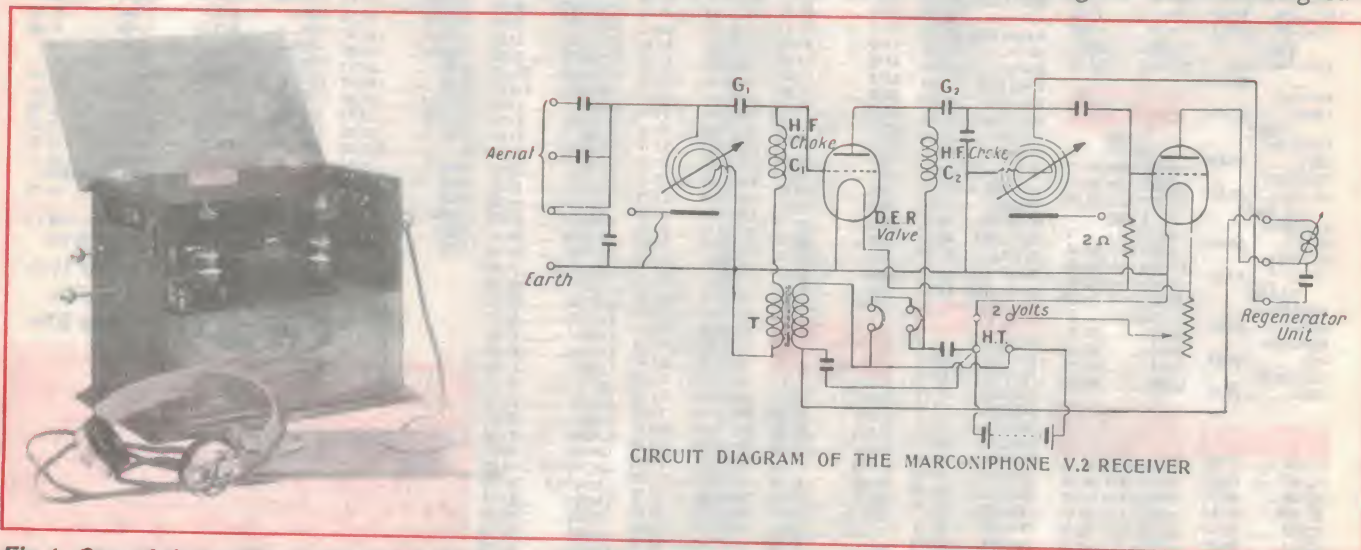 G₁
G₂
H.F
Choke
C₁
H.F. Choke
C₂
Aerial
D.E.R
Valve
2 Ω
Earth
T
2 Volts
H.T.
Regenerator
Unit
CIRCUIT DIAGRAM OF THE MARCONIPHONE V.2 RECEIVER